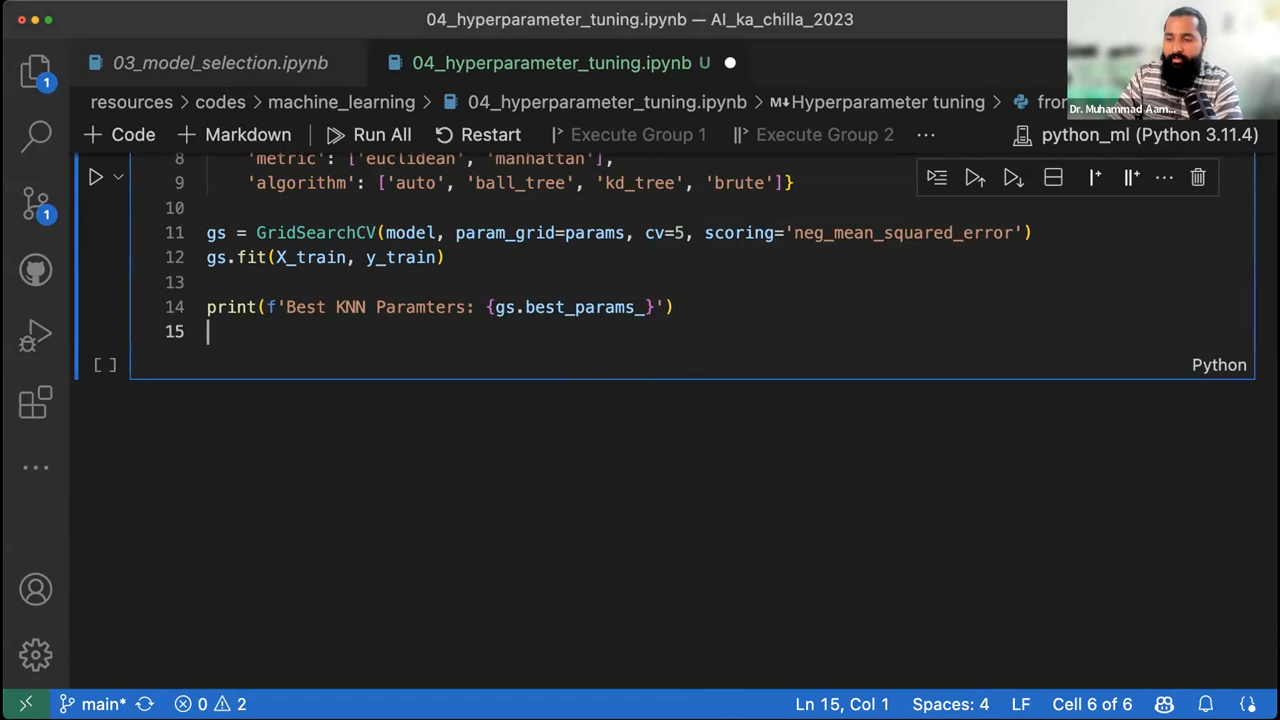 04_hyperparameter_tuning.ipynb — AI_ka_chilla_2023
03_model_selection.ipynb
04_hyperparameter_tuning.ipynb U
Dr. Muhammad Aam...
resources > codes > machine_learning > 04_hyperparameter_tuning.ipynb > M↓Hyperparameter tuning > fron
+ Code + Markdown Run All Restart Execute Group 1 Execute Group 2 ... python_ml (Python 3.11.4)
8 'metric': ['euclidean', 'manhattan'],
9 'algorithm': ['auto', 'ball_tree', 'kd_tree', 'brute']}
10
11 gs = GridSearchCV(model, param_grid=params, cv=5, scoring='neg_mean_squared_error')
12 gs.fit(X_train, y_train)
13
14 print(f'Best KNN Paramters: {gs.best_params_}')
15
[ ] Python
1
1
main* 0 2 Ln 15, Col 1 Spaces: 4 LF Cell 6 of 6